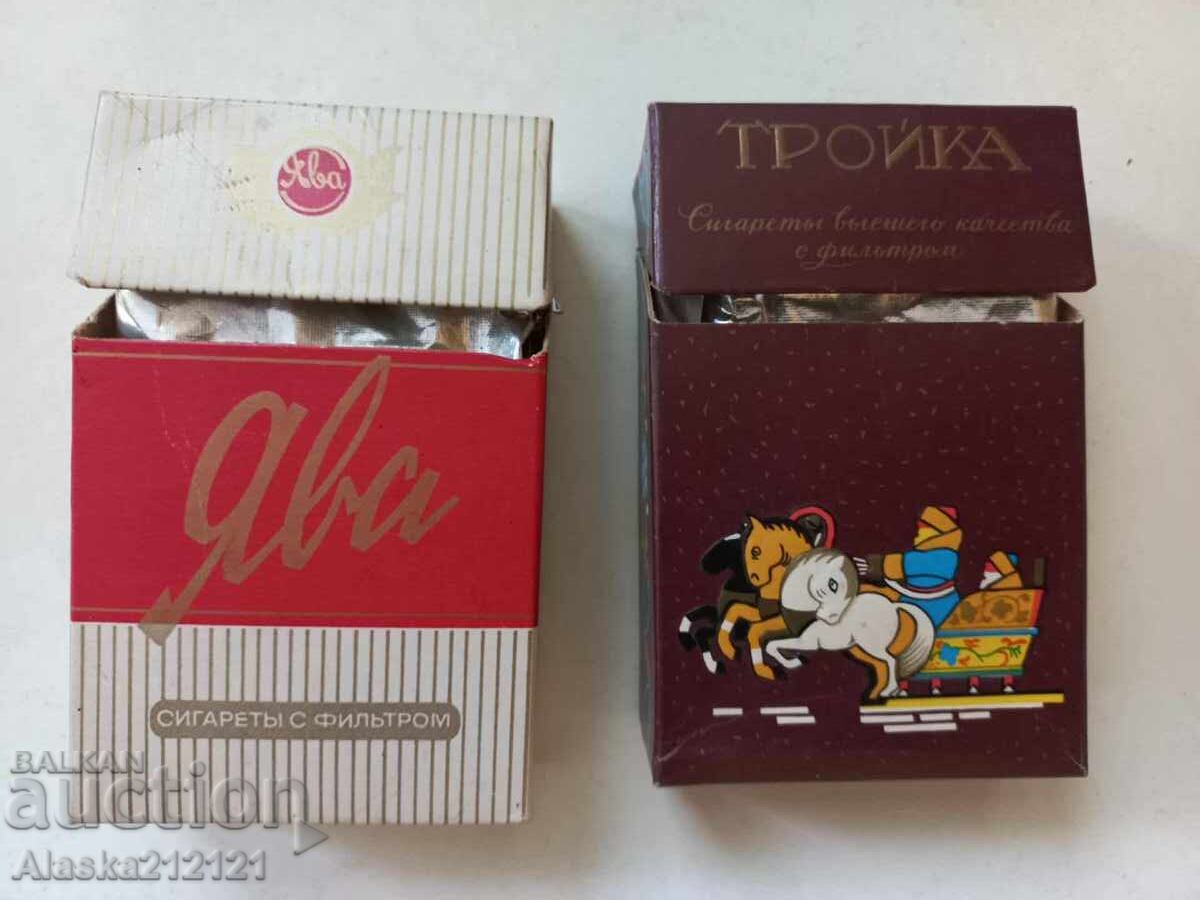 Ява
Ява
СИГАРЕТЫ С ФИЛЬТРОМ
ТРОЙКА
Сигареты высшего качества
с фильтром
BALKAN
auction
Alaska212121